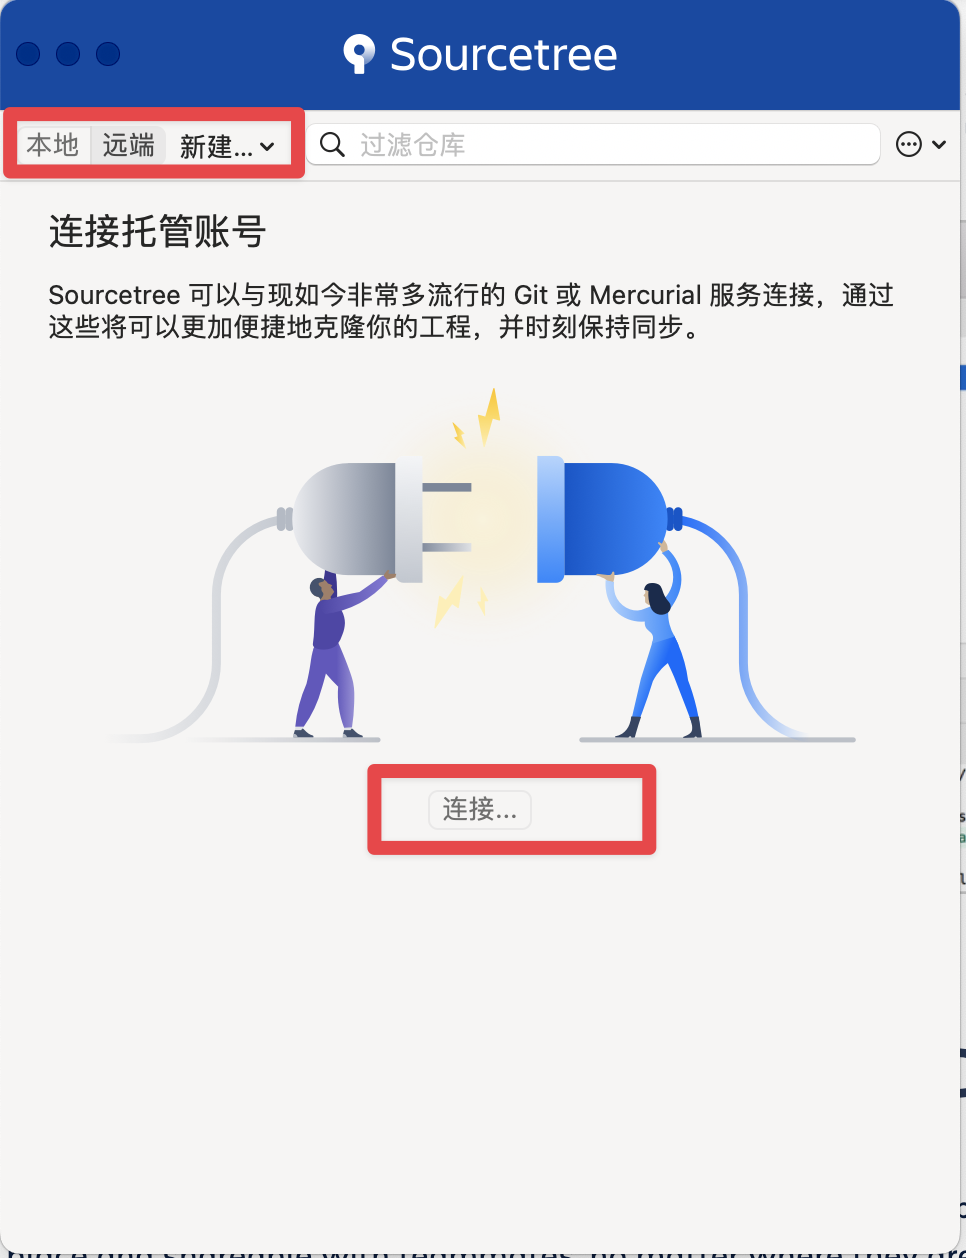 Sourcetree
本地 远端 新建... 过滤仓库
连接托管账号
Sourcetree 可以与现如今非常多流行的 Git 或 Mercurial 服务连接，通过
这些将可以更加便捷地克隆你的工程，并时刻保持同步。
连接...